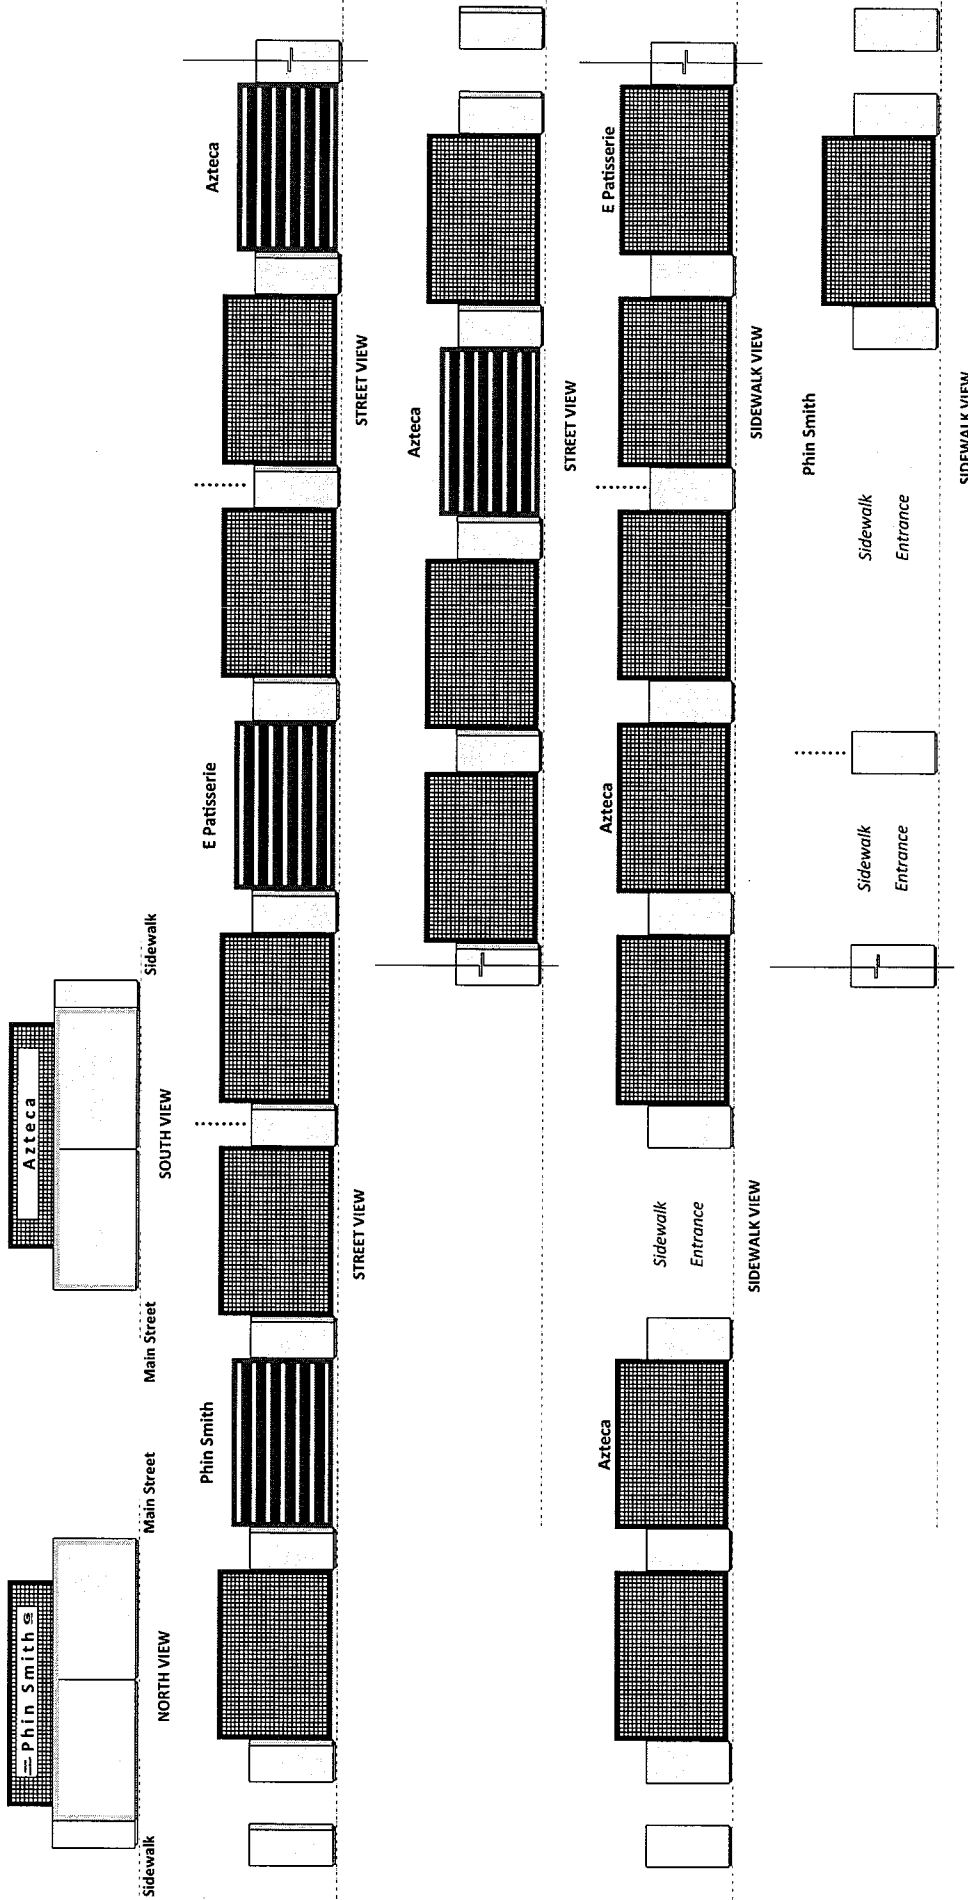 Phin Smith
Azteca
Sidewalk
Main Street
Main Street
Sidewalk
NORTH VIEW
SOUTH VIEW
Phin Smith
E Patisserie
Azteca
STREET VIEW
STREET VIEW
Azteca
STREET VIEW
Azteca
Azteca
E Patisserie
Sidewalk
Entrance
SIDEWALK VIEW
SIDEWALK VIEW
Phin Smith
Sidewalk
Entrance
Sidewalk
Entrance
SIDEWALK VIEW